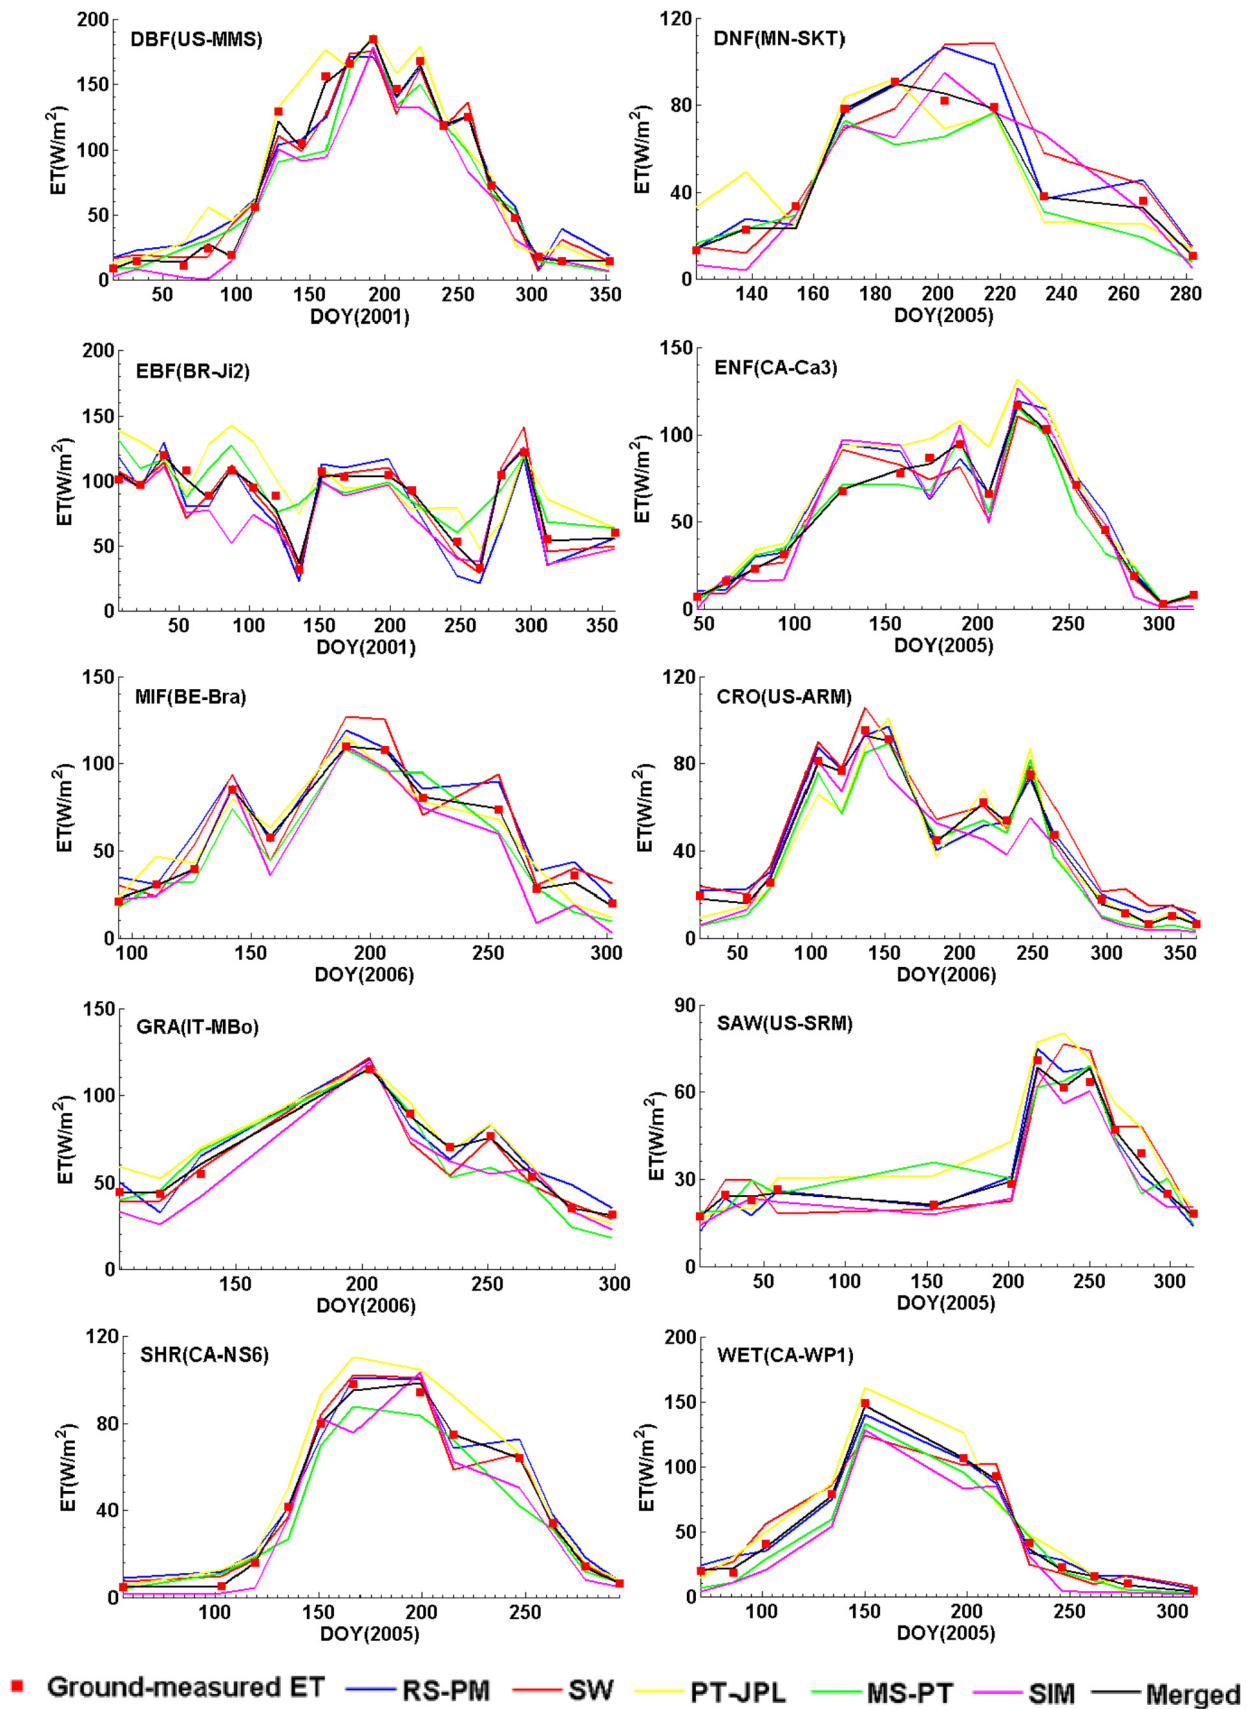 DBF(US-MMS)
ET(W/m²)
200
150
100
50
0
50 100 150 200 250 300 350
DOY(2001)
DNF(MN-SKT)
ET(W/m²)
120
80
40
0
140 160 180 200 220 240 260 280
DOY(2005)
EBF(BR-Ji2)
ET(W/m²)
200
150
100
50
0
50 100 150 200 250 300 350
DOY(2001)
ENF(CA-Ca3)
ET(W/m²)
150
100
50
0
50 100 150 200 250 300
DOY(2005)
MIF(BE-Bra)
ET(W/m²)
150
100
50
0
100 150 200 250 300
DOY(2006)
CRO(US-ARM)
ET(W/m²)
120
80
40
0
50 100 150 200 250 300 350
DOY(2006)
GRA(IT-MBo)
ET(W/m²)
150
100
50
0
150 200 250 300
DOY(2006)
SAW(US-SRM)
ET(W/m²)
90
60
30
0
50 100 150 200 250 300
DOY(2005)
SHR(CA-NS6)
ET(W/m²)
120
80
40
0
100 150 200 250
DOY(2005)
WET(CA-WP1)
ET(W/m²)
200
150
100
50
0
100 150 200 250 300
DOY(2005)
Ground-measured ET RS-PM SW PT-JPL MS-PT SIM Merged